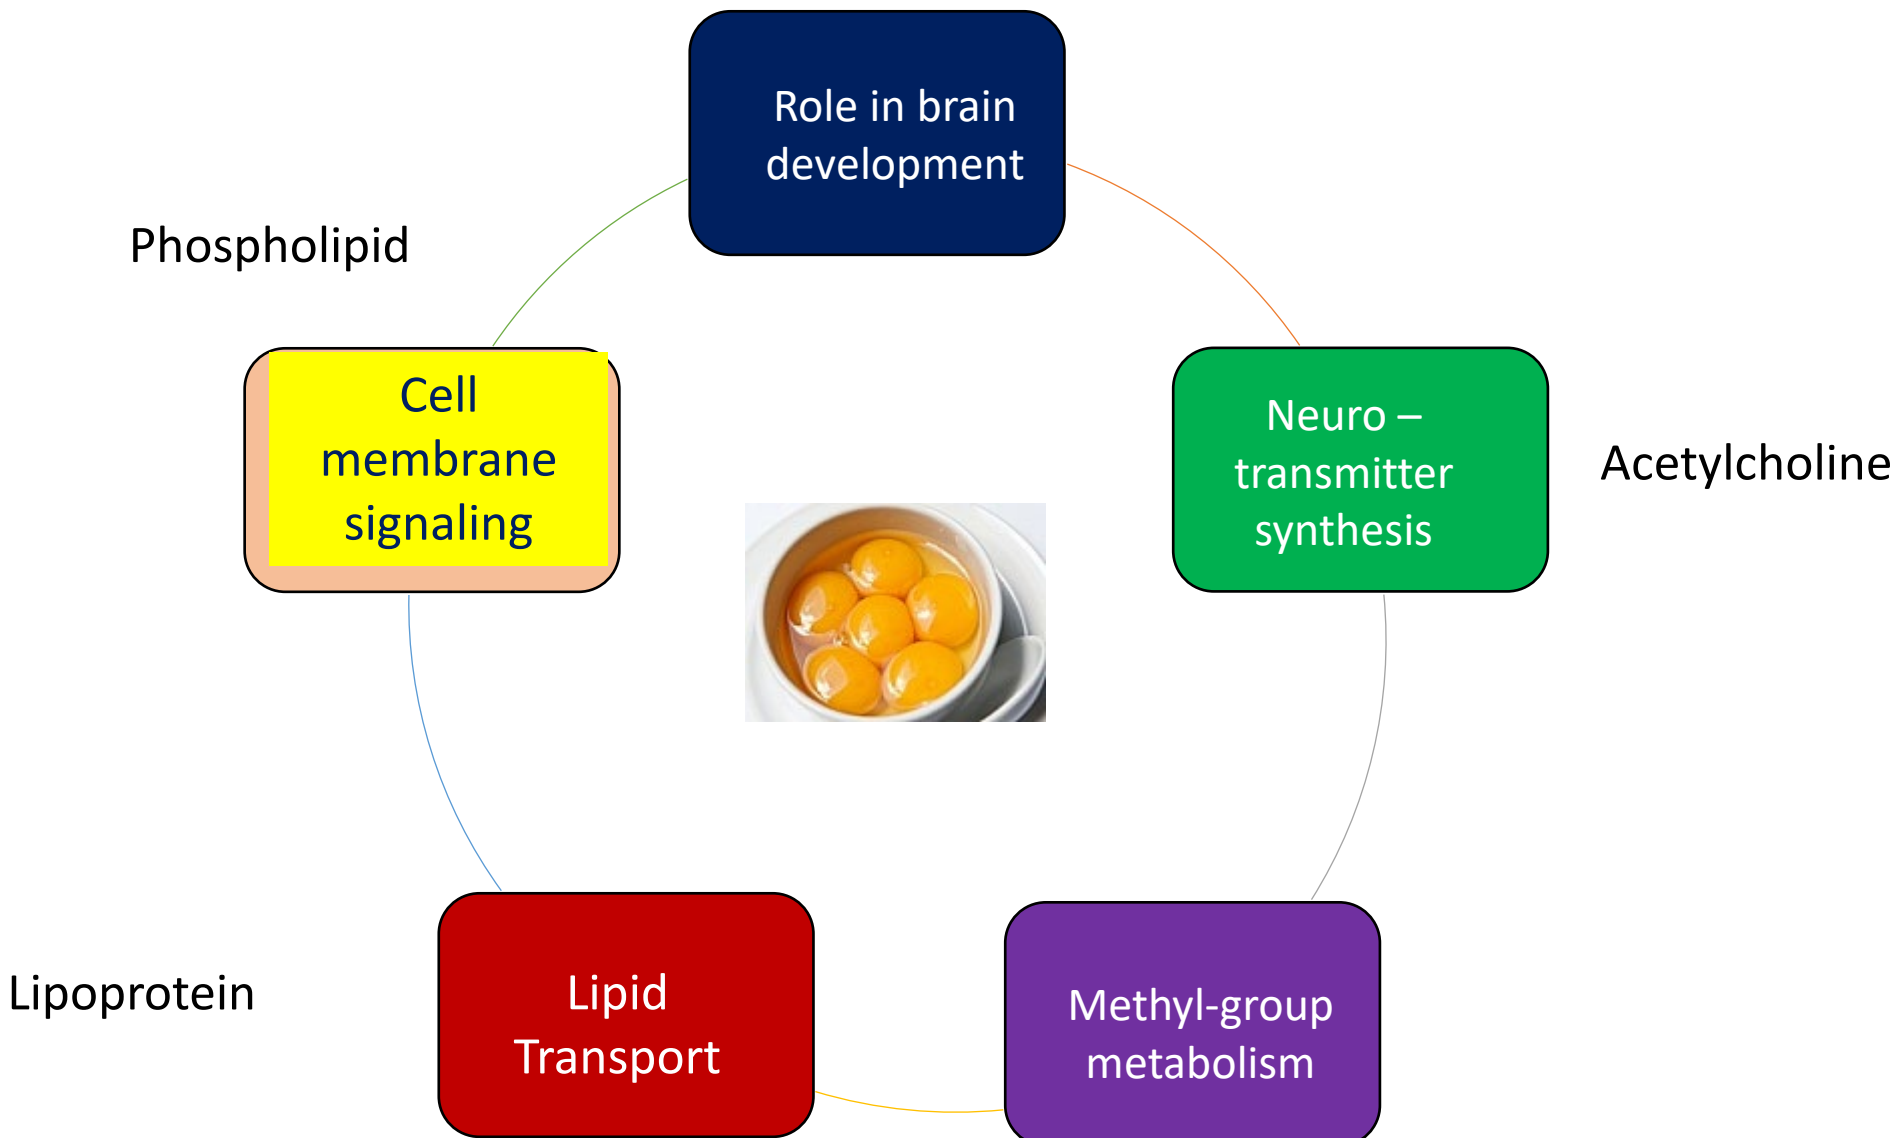 Role in brain
development
Phospholipid
Cell
membrane
signaling
Neuro –
transmitter
synthesis
Acetylcholine
Lipoprotein
Lipid
Transport
Methyl-group
metabolism